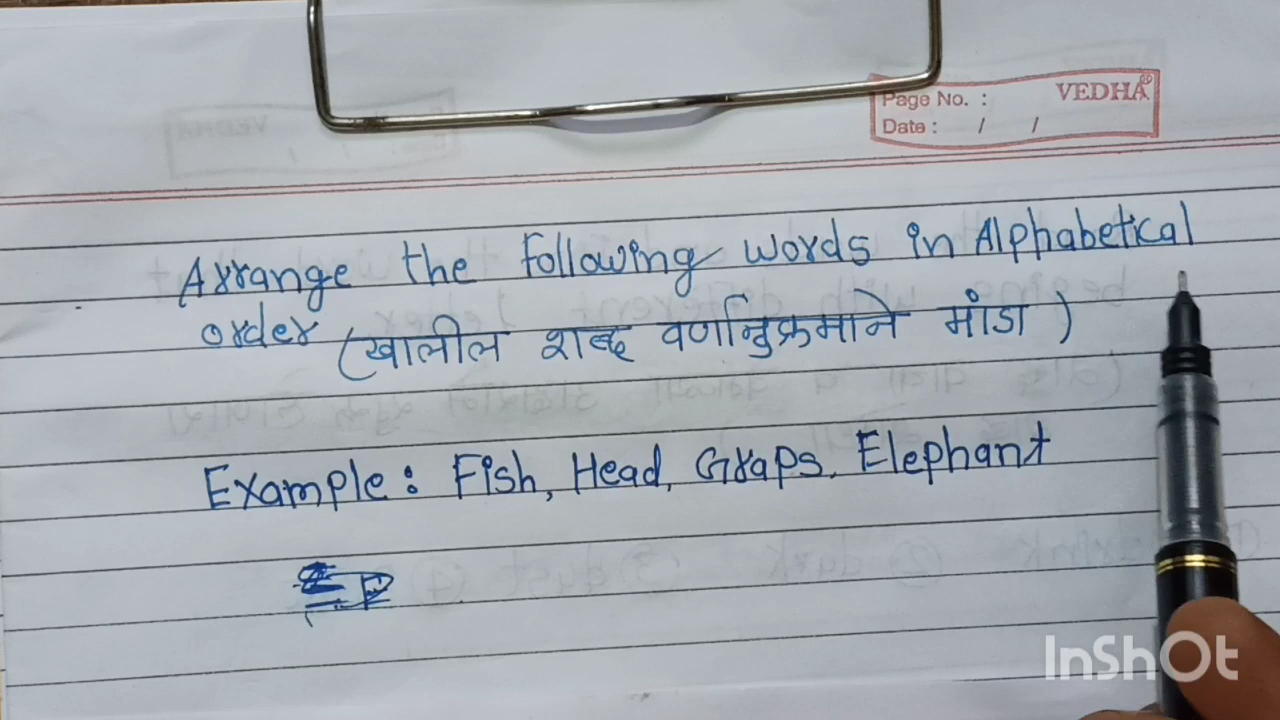 Page No. :
VEDHA®
Date : / /
Arrange the following words in Alphabetical
order (खालील शब्द वर्णानुक्रमाने मांडा)
Example: Fish, Head, Graps, Elephant
InShOt